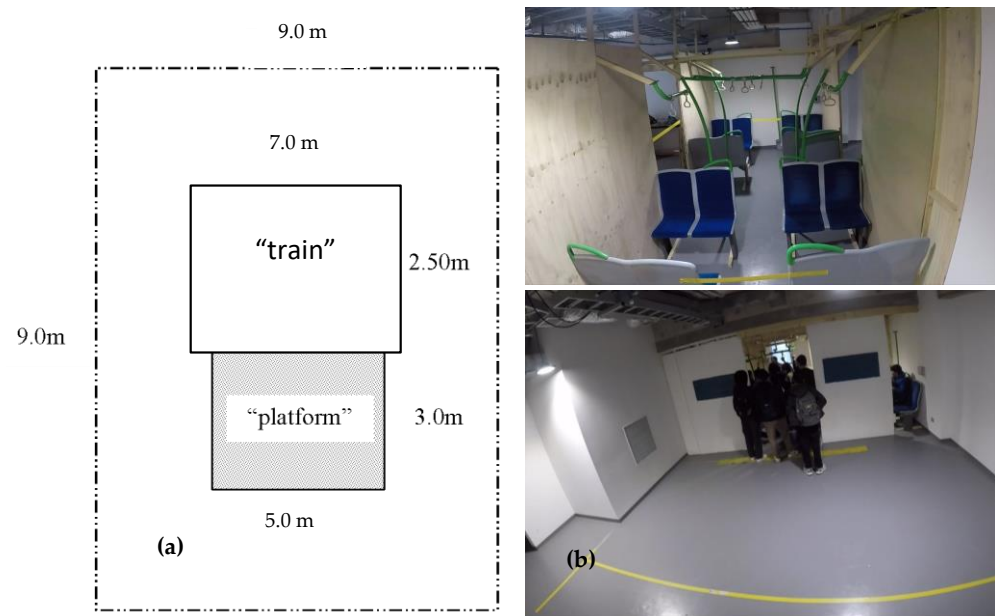 9.0 m
7.0 m
“train”
2.50m
9.0m
“platform”
3.0m
5.0 m
(a)
(b)